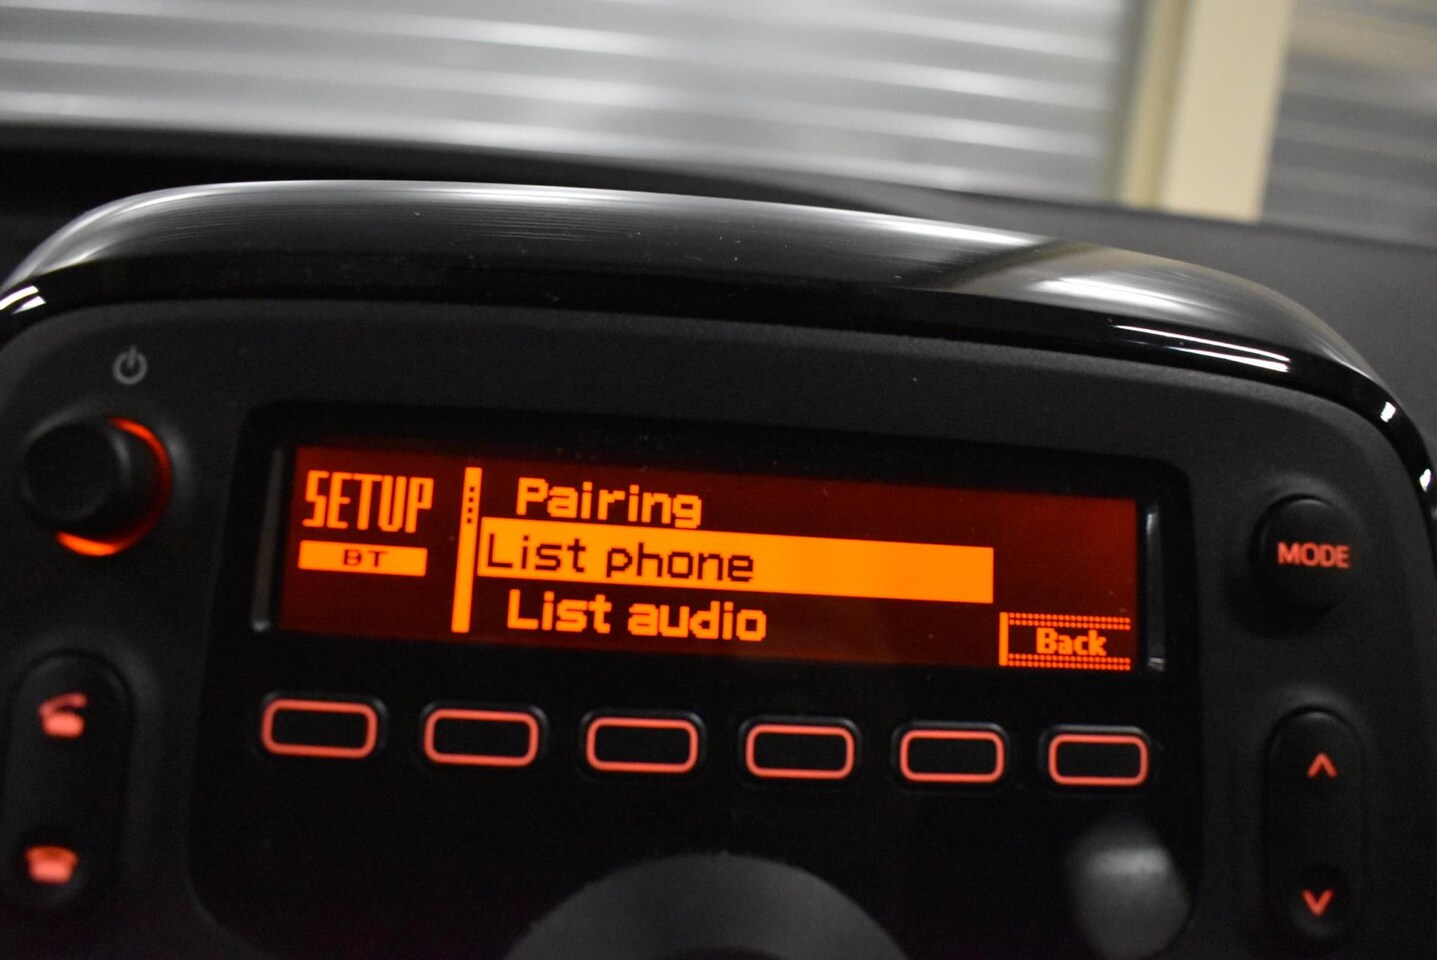 SETUP
BT
Pairing
List phone
List audio
Back
MODE